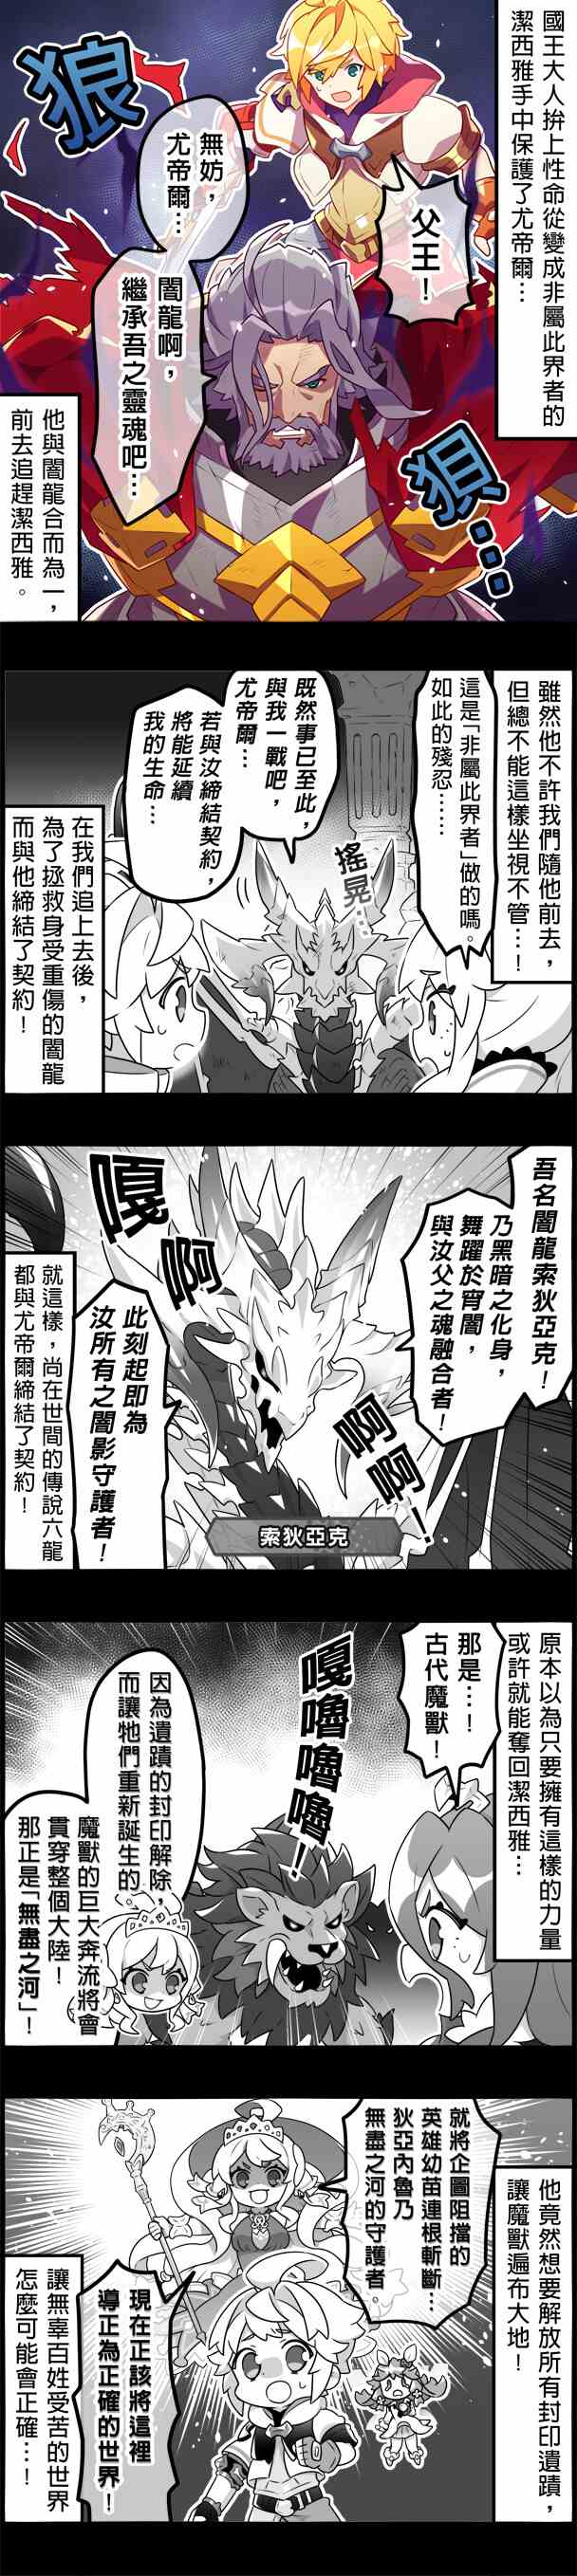 國王大人拚上性命從變成非屬此界者的
潔西雅手中保護了尤帝爾…
父王！
狼
無妨，
尤帝爾…
闇龍啊，
繼承吾之靈魂吧…
狽…
他與闇龍合而為一，
前去追趕潔西雅。
雖然他不許我們隨他前去，
但總不能這樣坐視不管…！
這是「非屬此界者」做的嗎。
如此的殘忍……
搖晃…
既然事已至此，
與我一戰吧，
尤帝爾…
若與汝締結契約，
將能延續
我的生命…
在我們追上去後，
為了拯救身受重傷的闇龍
而與他締結了契約！
吾名闇龍索狄亞克！
乃黑暗之化身，
舞躍於宵闇，
與汝父之魂融合者！
嘎
啊
啊
啊！
此刻起即為
汝所有之闇影守護者！
索狄亞克
就這樣，尚在世間的傳說六龍
都與尤帝爾締結了契約！
原本以為只要擁有這樣的力量
或許就能奪回潔西雅…
那是…！
古代魔獸！
嘎嚕嚕嚕！
因為遺蹟的封印解除，
而讓牠們重新誕生的
魔獸的巨大奔流將會
貫穿整個大陸！
那正是「無盡之河」！
他竟然想要解放所有封印遺蹟，
讓魔獸遍布大地！
就將企圖阻擋的
英雄幼苗連根斬斷…
狄亞內魯乃
無盡之河的守護者。
現在正該將這裡
導正為正確的世界！
讓無辜百姓受苦的世界
怎麼可能會正確…！